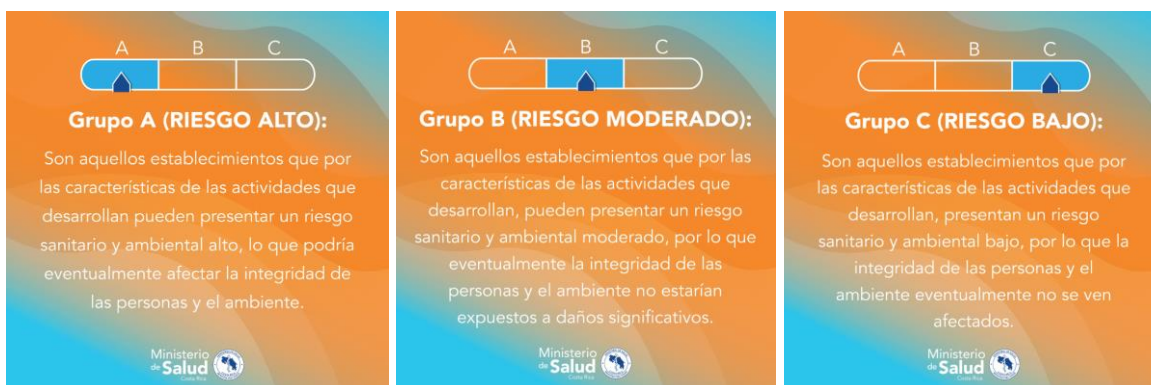 A B C
Grupo A (RIESGO ALTO):
Son aquellos establecimientos que por
las características de las actividades que
desarrollan pueden presentar un riesgo
sanitario y ambiental alto, lo que podría
eventualmente afectar la integridad de
las personas y el ambiente.
Ministerio
de Salud
Costa Rica
A B C
Grupo B (RIESGO MODERADO):
Son aquellos establecimientos que por las
características de las actividades que
desarrollan, pueden presentar un riesgo
sanitario y ambiental moderado, por lo que
eventualmente la integridad de las
personas y el ambiente no estarían
expuestos a daños significativos.
Ministerio
de Salud
Costa Rica
A B C
Grupo C (RIESGO BAJO):
Son aquellos establecimientos que por
las características de las actividades que
desarrollan, presentan un riesgo
sanitario y ambiental bajo, por lo que la
integridad de las personas y el
ambiente eventualmente no se ven
afectados.
Ministerio
de Salud
Costa Rica